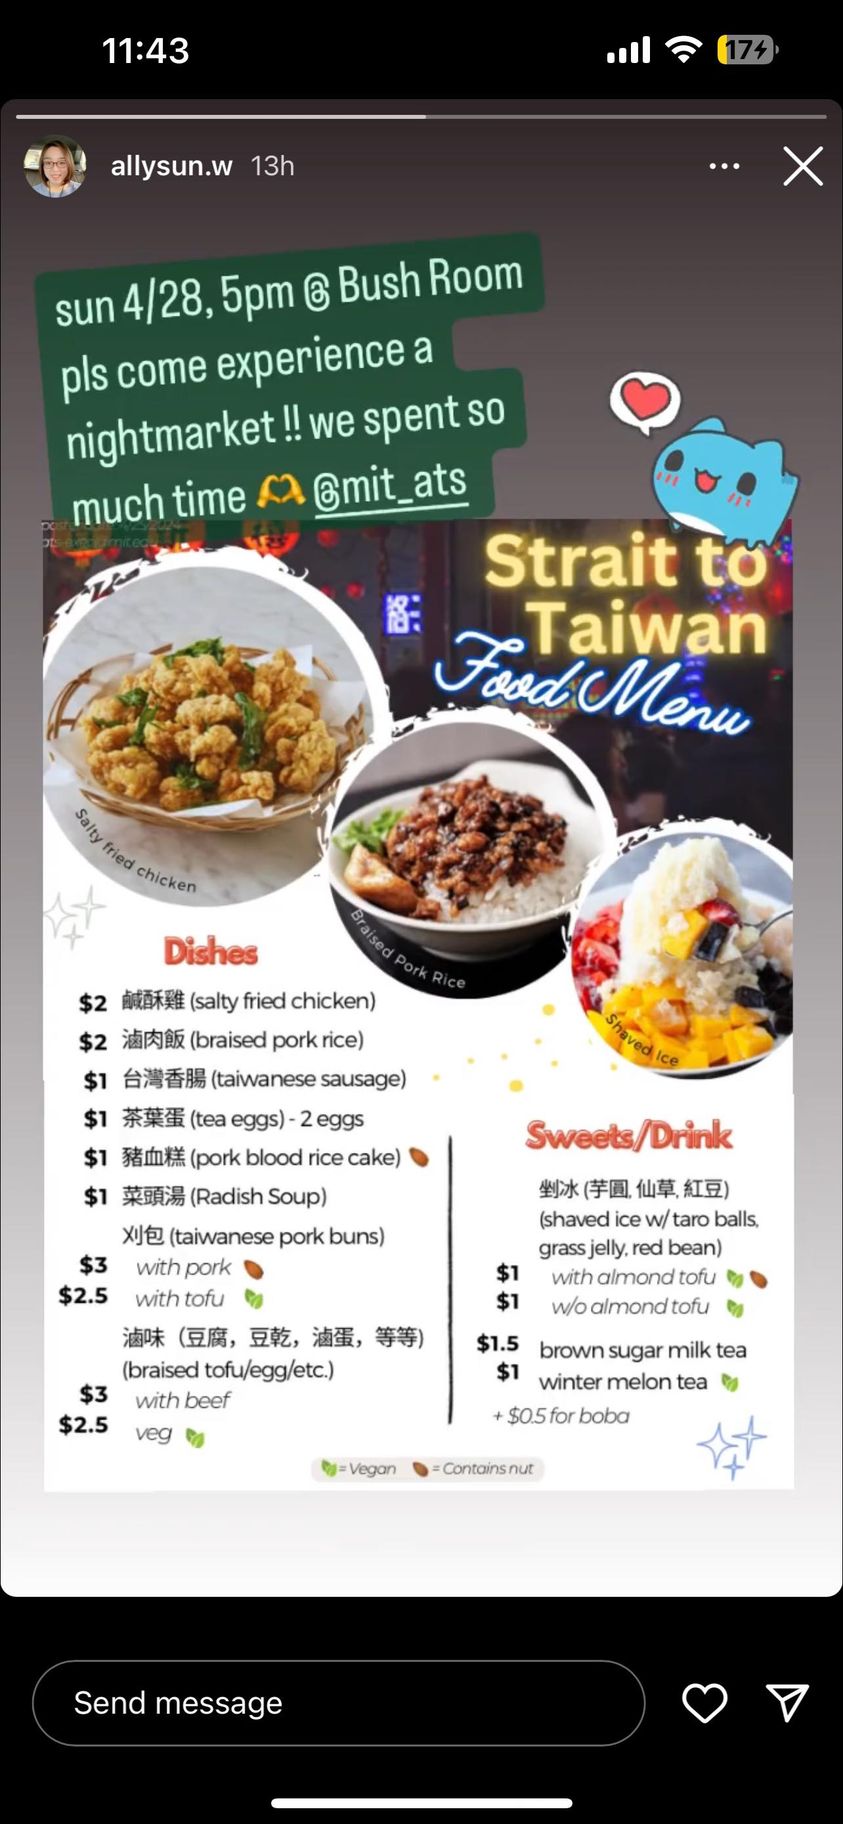 11:43
17
allysun.w 13h
sun 4/28, 5pm @ Bush Room
pls come experience a
nightmarket !! we spent so
much time 🫶 @mit_ats
Strait to
Taiwan
Food Menu
Salty fried chicken
Braised Pork Rice
Shaved Ice
Dishes
$2 鹹酥雞 (salty fried chicken)
$2 滷肉飯 (braised pork rice)
$1 台灣香腸 (taiwanese sausage)
$1 茶葉蛋 (tea eggs) - 2 eggs
$1 豬血糕 (pork blood rice cake)
$1 菜頭湯 (Radish Soup)
刈包 (taiwanese pork buns)
$3 with pork
$2.5 with tofu
滷味（豆腐，豆乾，滷蛋，等等)
(braised tofu/egg/etc.)
$3 with beef
$2.5 veg
Sweets/Drink
剉冰 (芋圓, 仙草, 紅豆)
(shaved ice w/ taro balls,
grass jelly, red bean)
$1 with almond tofu
$1 w/o almond tofu
$1.5 brown sugar milk tea
$1 winter melon tea
+ $0.5 for boba
= Vegan = Contains nut
Send message